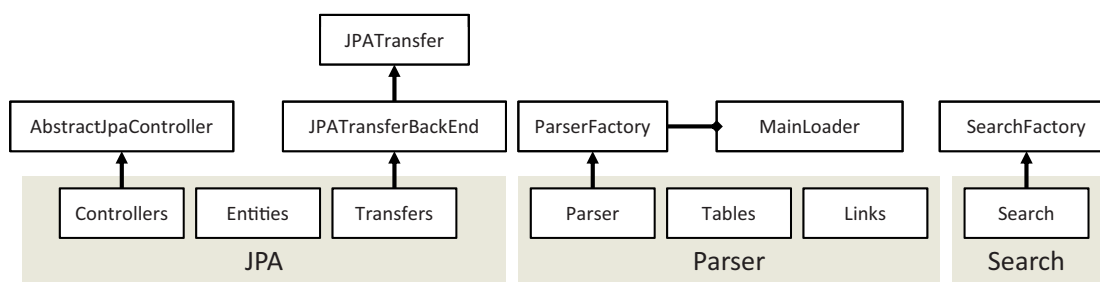 JPATransfer
AbstractJpaController
JPATransferBackEnd
ParserFactory
MainLoader
SearchFactory
Controllers
Entities
Transfers
Parser
Tables
Links
Search
JPA
Parser
Search